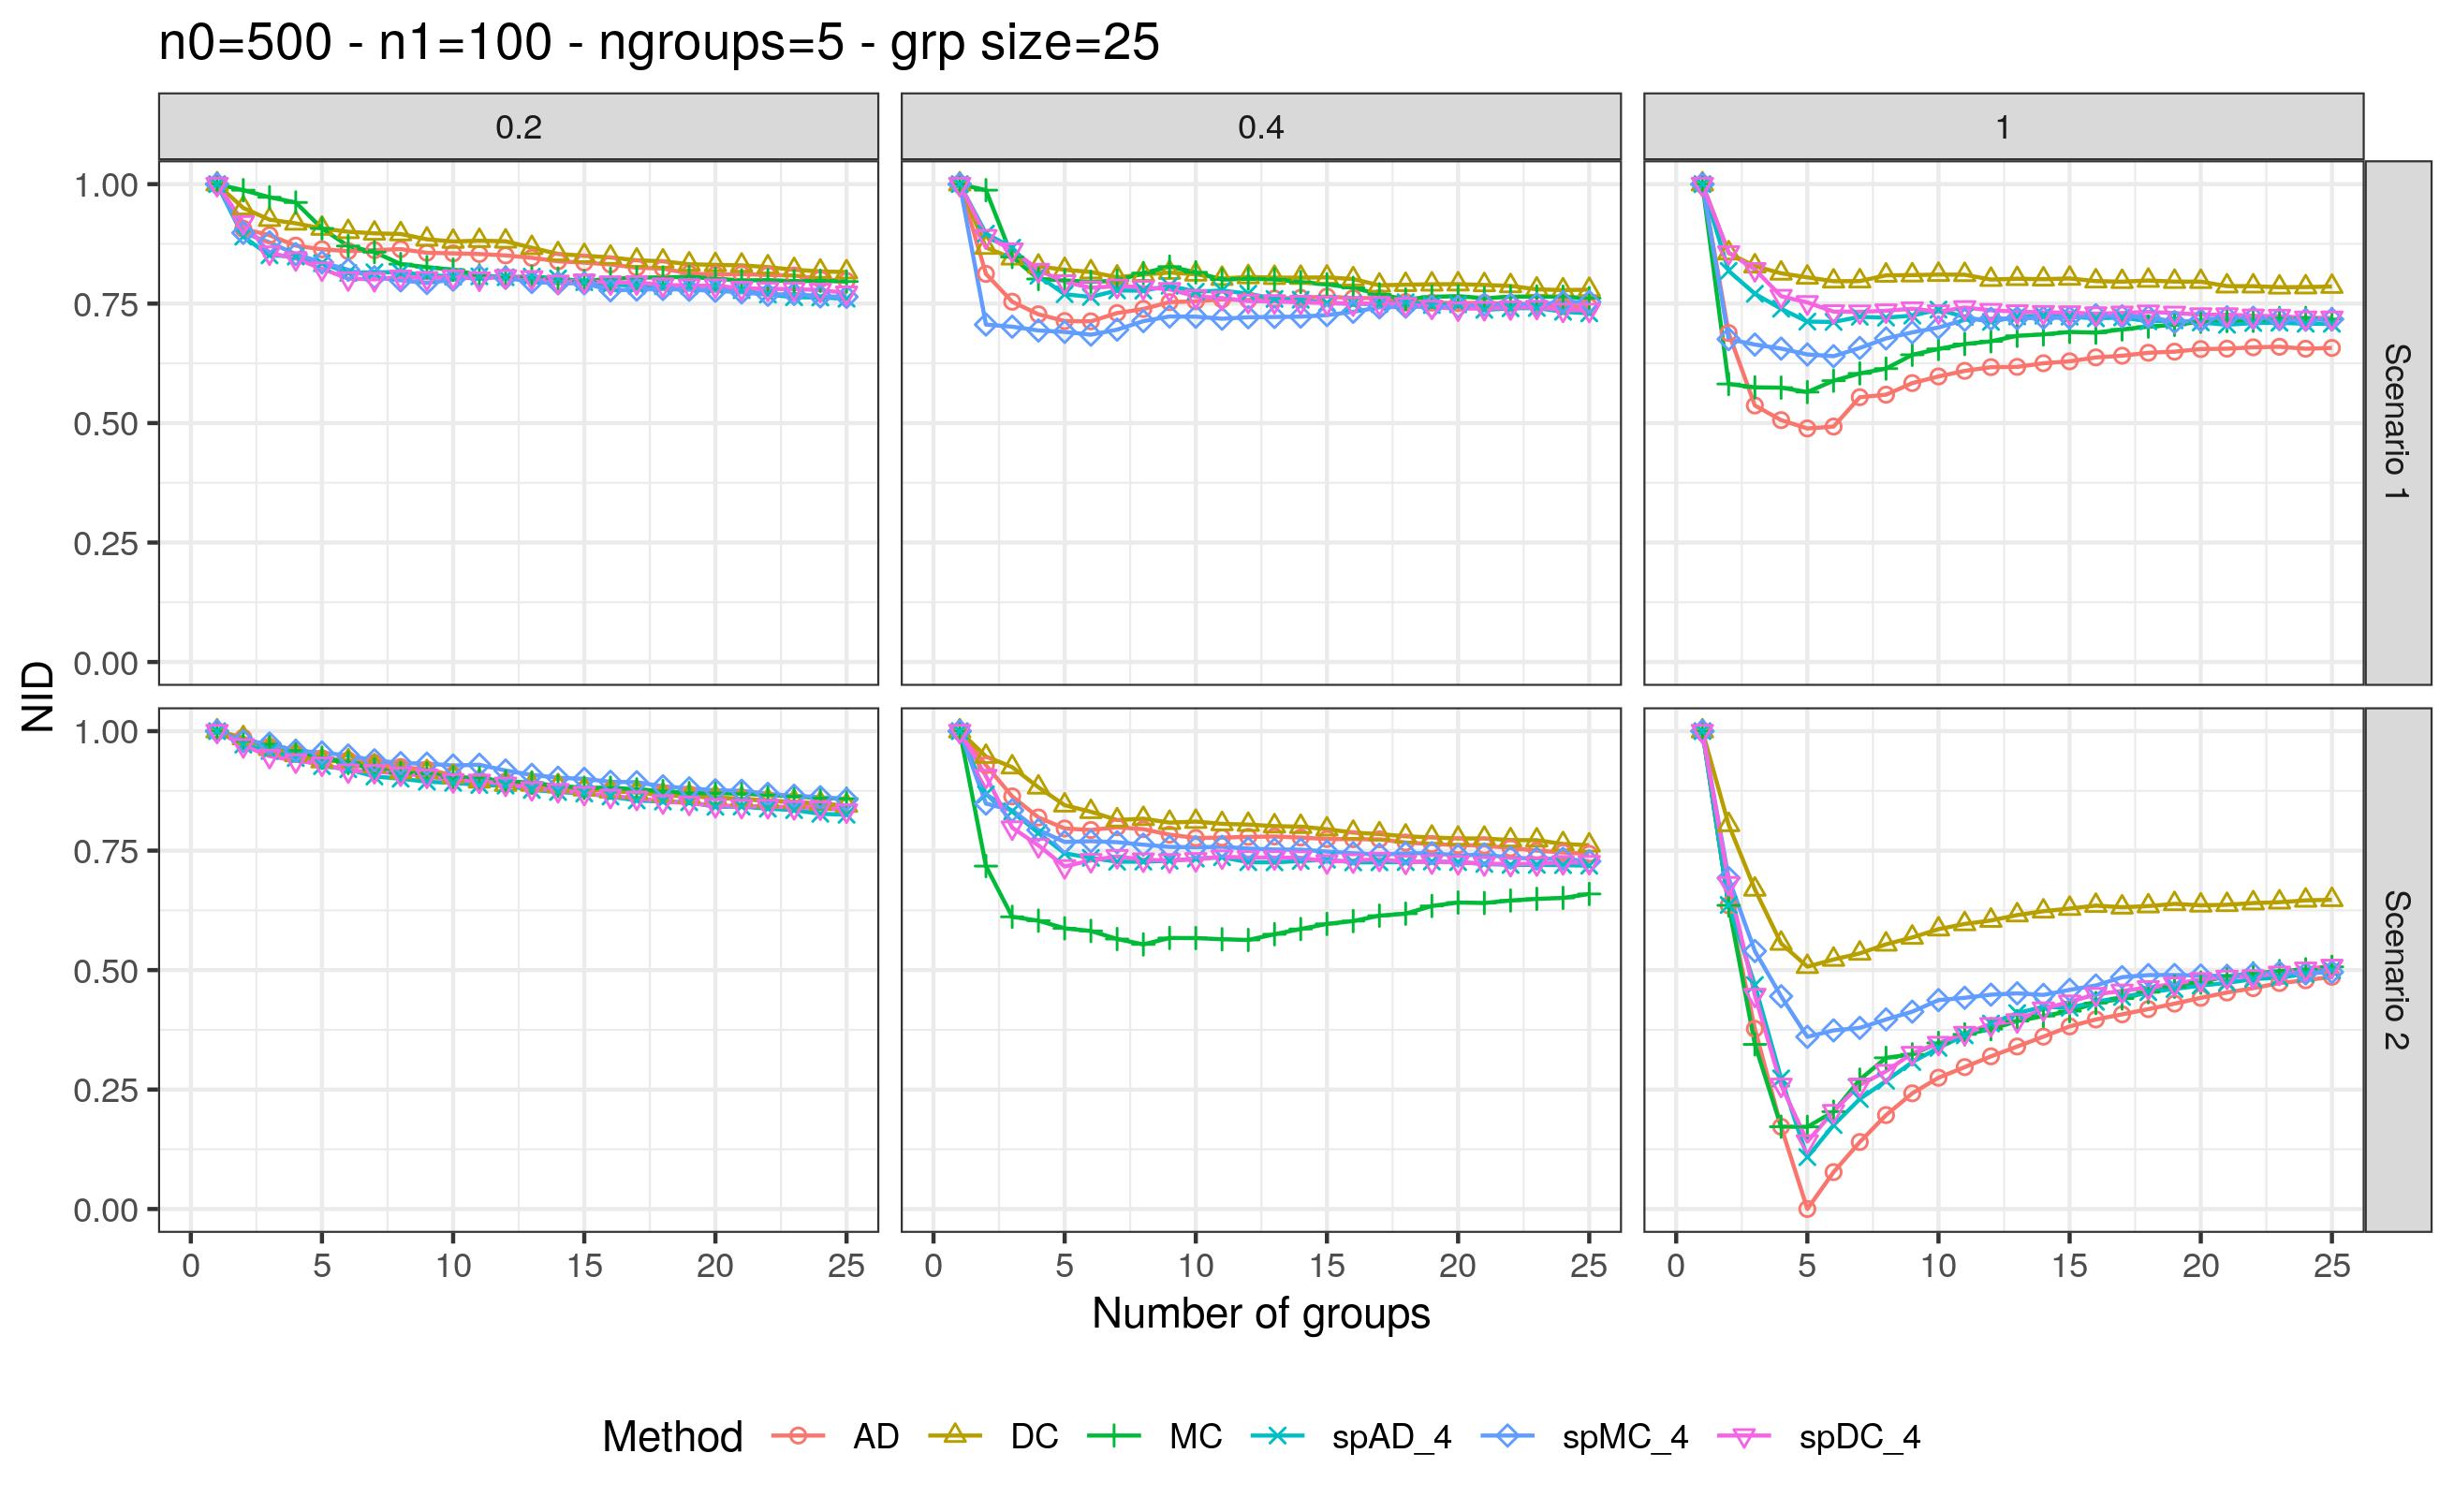 n0=500 - n1=100 - ngroups=5 - grp size=25
0.2 0.4 1
1.00
0.75
0.50
0.25
0.00
Scenario 1
NID
1.00
0.75
0.50
0.25
0.00
Scenario 2
0 5 10 15 20 25 0 5 10 15 20 25 0 5 10 15 20 25
Number of groups
Method AD DC MC spAD_4 spMC_4 spDC_4